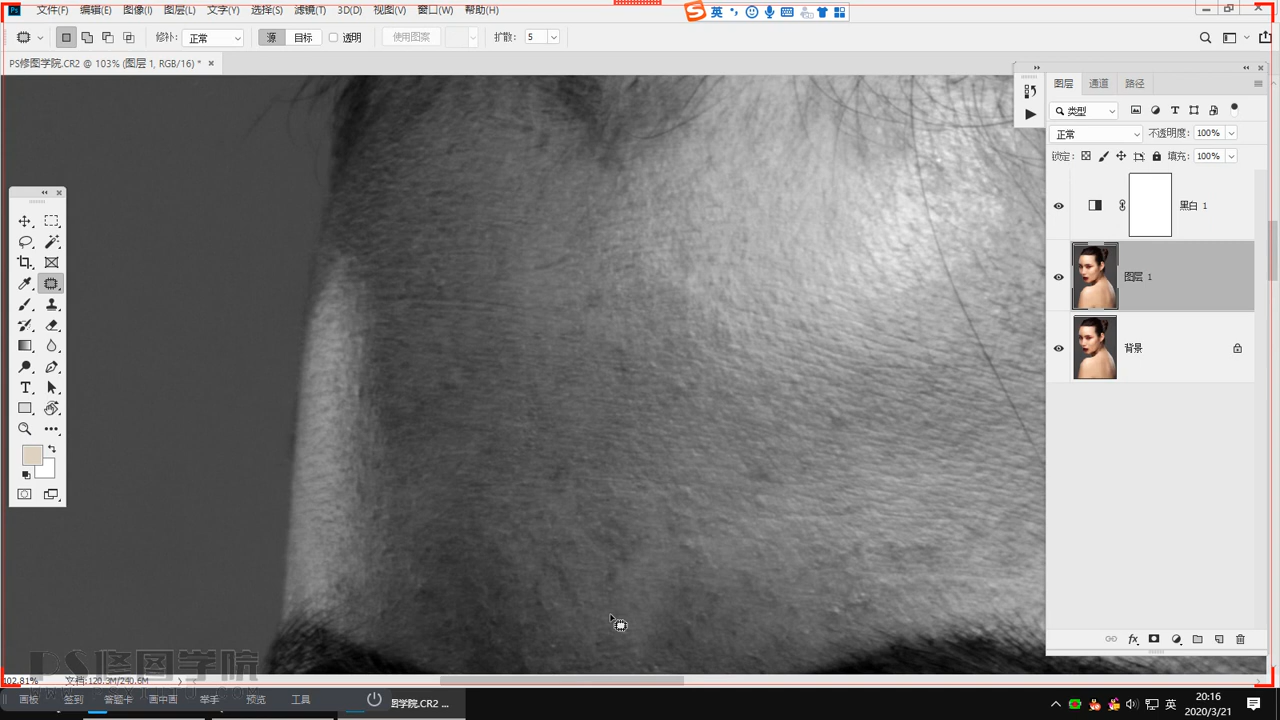 Ps 文件(F) 编辑(E) 图像(I) 图层(L) 文字(Y) 选择(S) 滤镜(T) 3D(D) 视图(V) 窗口(W) 帮助(H)
英
修补: 正常 源 目标 透明 使用图案 扩散: 5
PS修图学院.CR2 @ 103% (图层 1, RGB/16) * ×
图层 通道 路径
类型
正常 不透明度: 100%
锁定: 填充: 100%
黑白 1
图层 1
背景
PS修图学院
102.81% 文档:120.3M/240.6M
画板 签到 答题卡 画中画 举手 预览 工具
修学院.CR2 ...
英
20:16
2020/3/21